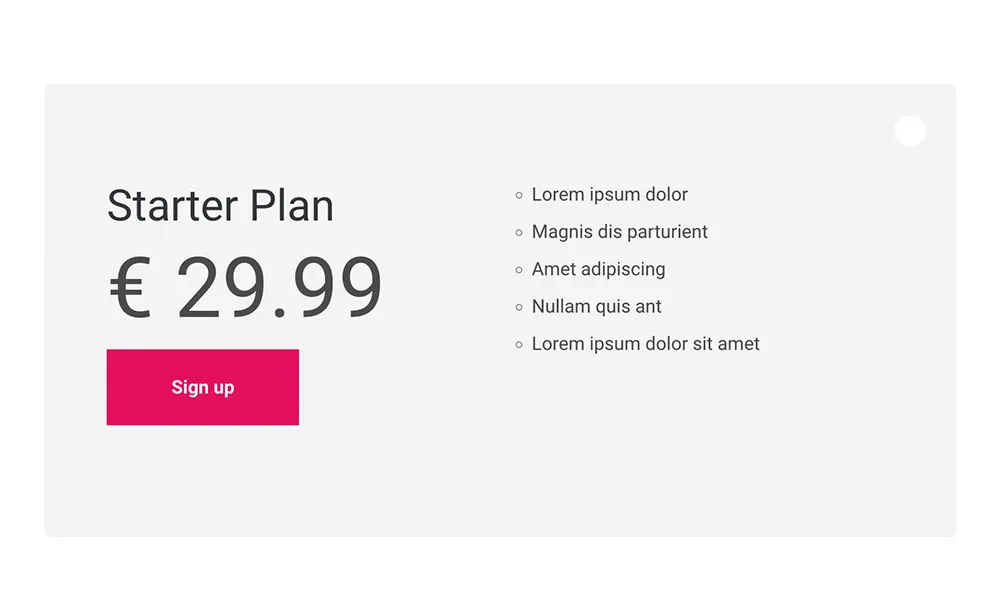 Starter Plan
€ 29.99
Sign up
Lorem ipsum dolor
Magnis dis parturient
Amet adipiscing
Nullam quis ant
Lorem ipsum dolor sit amet